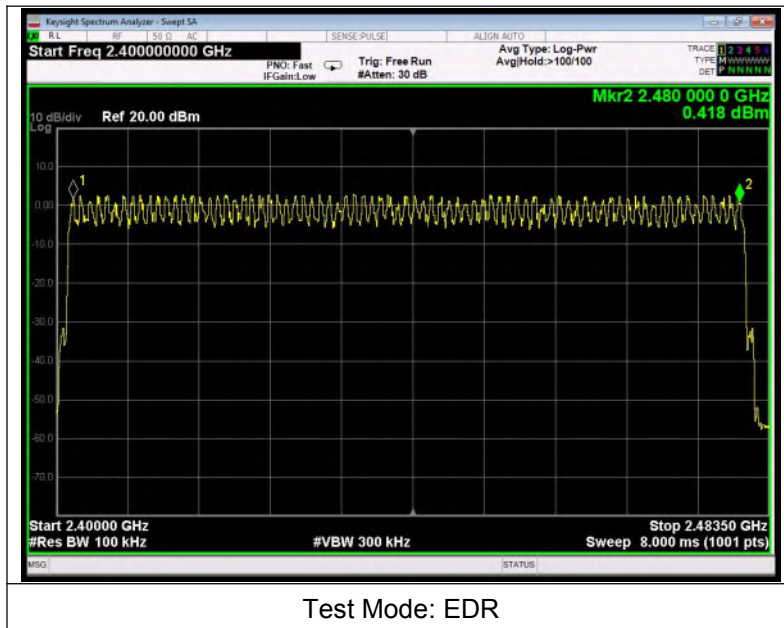 Keysight Spectrum Analyzer - Swept SA
RL RF 50 Ω AC SENSE:PULSE ALIGN AUTO
Start Freq 2.400000000 GHz
PNO: Fast
IFGain:Low
Trig: Free Run
#Atten: 30 dB
Avg Type: Log-Pwr
Avg|Hold:>100/100
TRACE 1 2 3 4 5 6
TYPE M W W W W W
DET P N N N N N
Mkr2 2.480 000 0 GHz
0.418 dBm
10 dB/div Ref 20.00 dBm
Log
1
2
10.0
0.00
-10.0
-20.0
-30.0
-40.0
-50.0
-60.0
-70.0
Start 2.40000 GHz Stop 2.48350 GHz
#Res BW 100 kHz #VBW 300 kHz Sweep 8.000 ms (1001 pts)
MSG STATUS
Test Mode: EDR